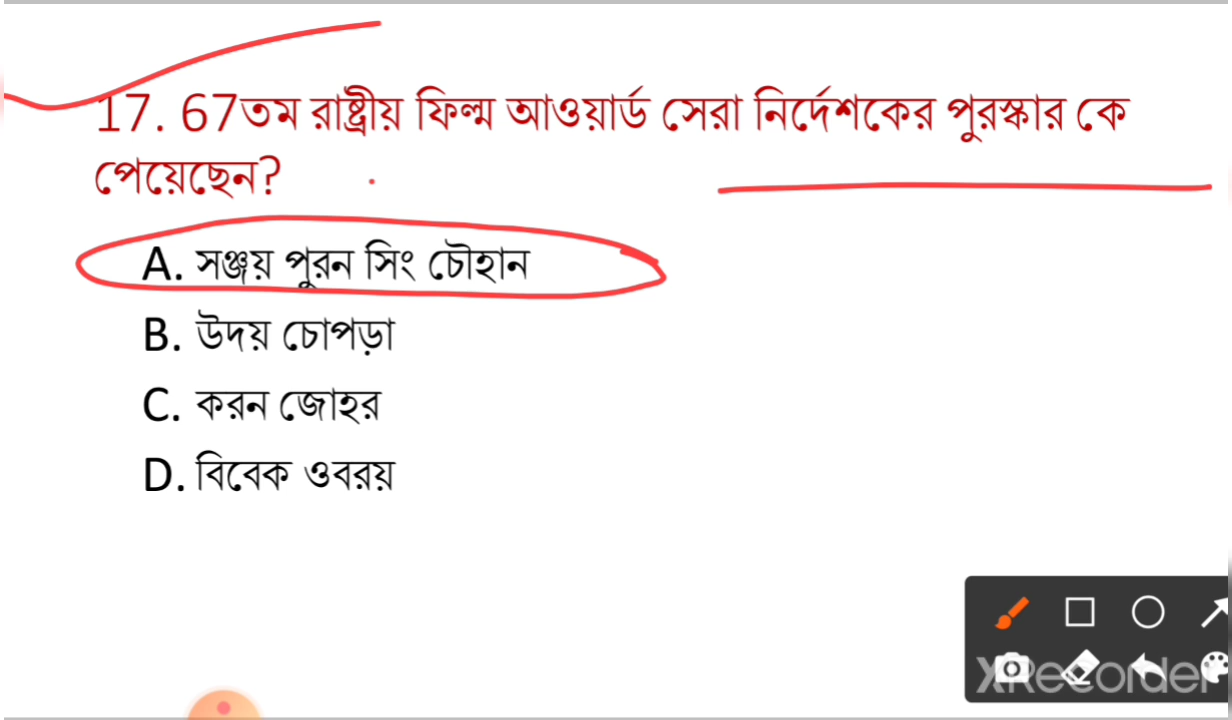 17. 67তম রাষ্ট্রীয় ফিল্ম আওয়ার্ড সেরা নির্দেশকের পুরস্কার কে
পেয়েছেন?
A. সঞ্জয় পুরন সিং চৌহান
B. উদয় চোপড়া
C. করন জোহর
D. বিবেক ওবরয়
XRecorder